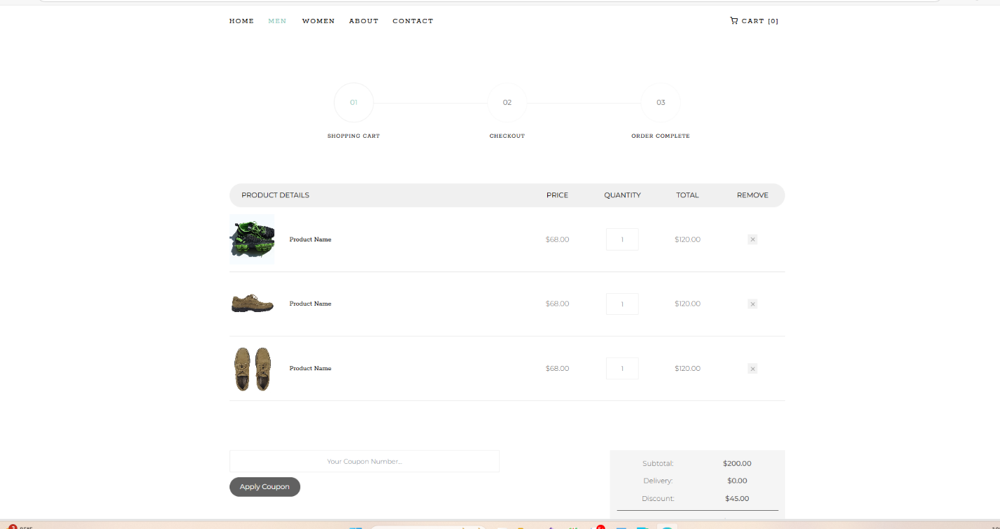 HOME MEN WOMEN ABOUT CONTACT CART [0]
01 02 03
SHOPPING CART CHECKOUT ORDER COMPLETE
PRODUCT DETAILS PRICE QUANTITY TOTAL REMOVE
Product Name $68.00 1 $120.00 ×
Product Name $68.00 1 $120.00 ×
Product Name $68.00 1 $120.00 ×
Your Coupon Number...
Apply Coupon
Subtotal: $200.00
Delivery: $0.00
Discount: $45.00